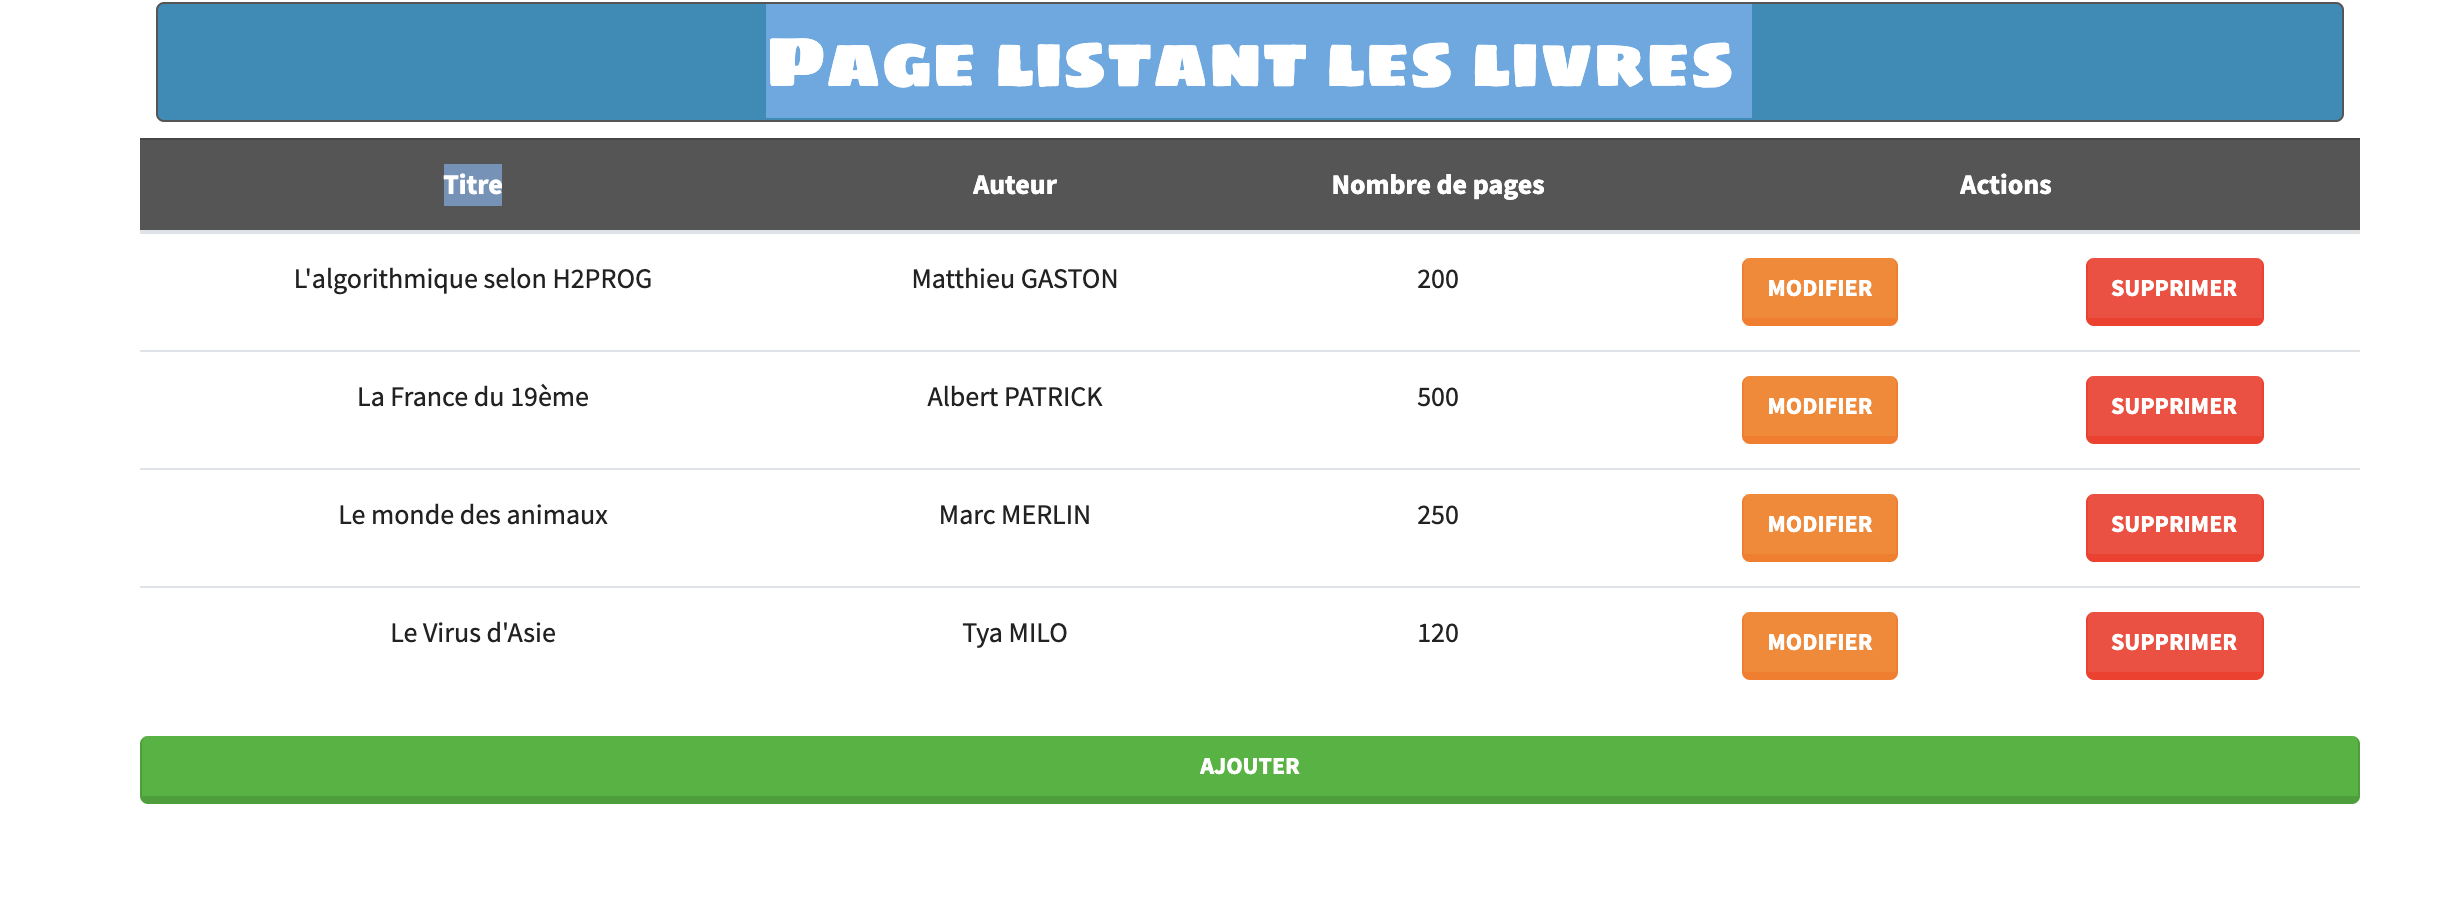 Page listant les livres
Titre Auteur Nombre de pages Actions
L'algorithmique selon H2PROG Matthieu GASTON 200 MODIFIER SUPPRIMER
La France du 19ème Albert PATRICK 500 MODIFIER SUPPRIMER
Le monde des animaux Marc MERLIN 250 MODIFIER SUPPRIMER
Le Virus d'Asie Tya MILO 120 MODIFIER SUPPRIMER
AJOUTER